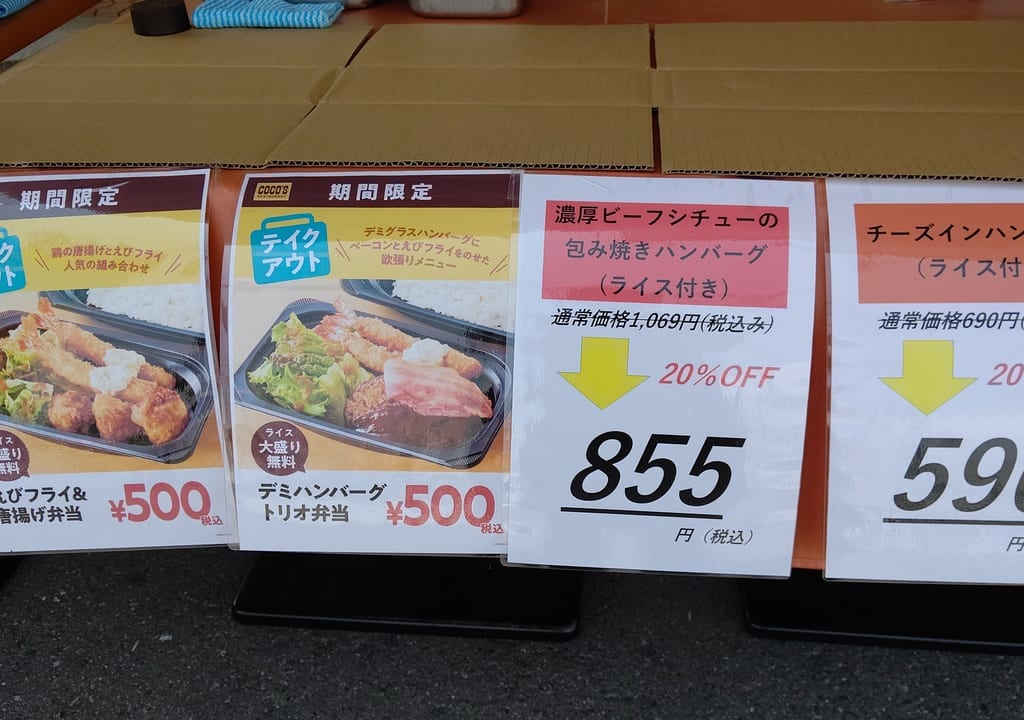 期間限定
鶏の唐揚げとえびフライ
人気の組み合わせ
大盛り
無料
えびフライ&
唐揚げ弁当
¥500
税込
COCO'S
RESTAURANT
期間限定
テイク
アウト
デミグラスハンバーグに
ベーコンとえびフライをのせた
欲張りメニュー
ライス
大盛り
無料
デミハンバーグ
トリオ弁当
¥500
税込
濃厚ビーフシチューの
包み焼きハンバーグ
(ライス付き)
通常価格1,069円(税込み)
20%OFF
855
円(税込)
チーズインハン
(ライス付
通常価格690円(
20
59
円